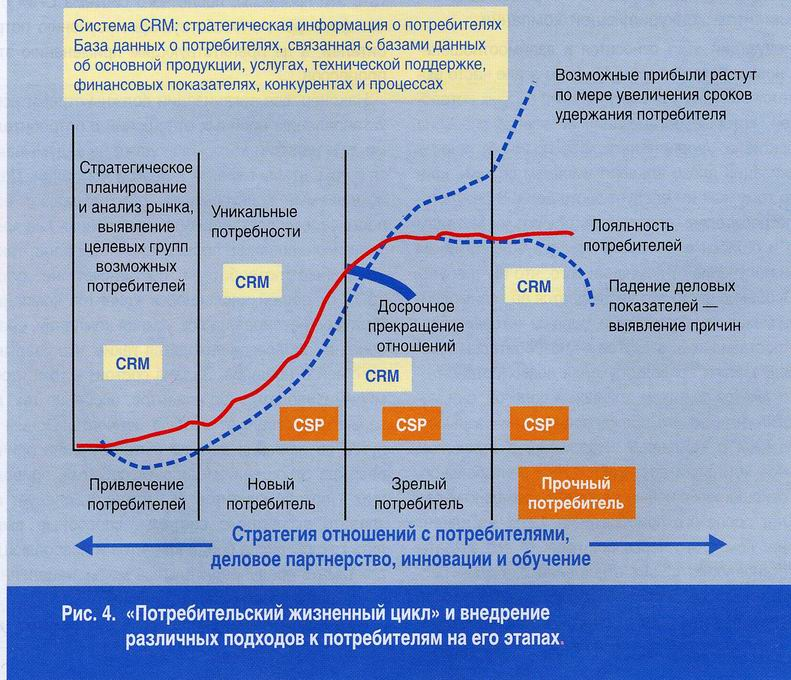 Система CRM: стратегическая информация о потребителях
База данных о потребителях, связанная с базами данных
об основной продукции, услугах, технической поддержке,
финансовых показателях, конкурентах и процессах
Возможные прибыли растут
по мере увеличения сроков
удержания потребителя
Стратегическое
планирование
и анализ рынка,
выявление
целевых групп
возможных
потребителей
Уникальные
потребности
Лояльность
потребителей
CRM
CRM
Падение деловых
показателей —
выявление причин
Досрочное
прекращение
отношений
CRM
CRM
CSP
CSP
CSP
Привлечение
потребителей
Новый
потребитель
Зрелый
потребитель
Прочный
потребитель
Стратегия отношений с потребителями,
деловое партнерство, инновации и обучение
Рис. 4. «Потребительский жизненный цикл» и внедрение
различных подходов к потребителям на его этапах.